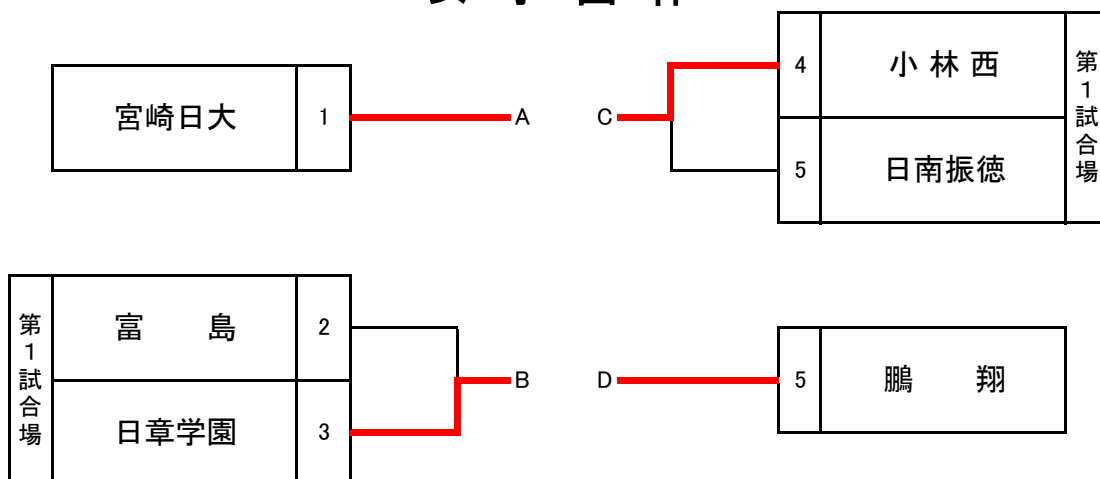 宮崎日大 1 A
C 4 小林西
5 日南振徳
第1試合場
第1試合場
富島 2
日章学園 3
B
D 5 鵬翔